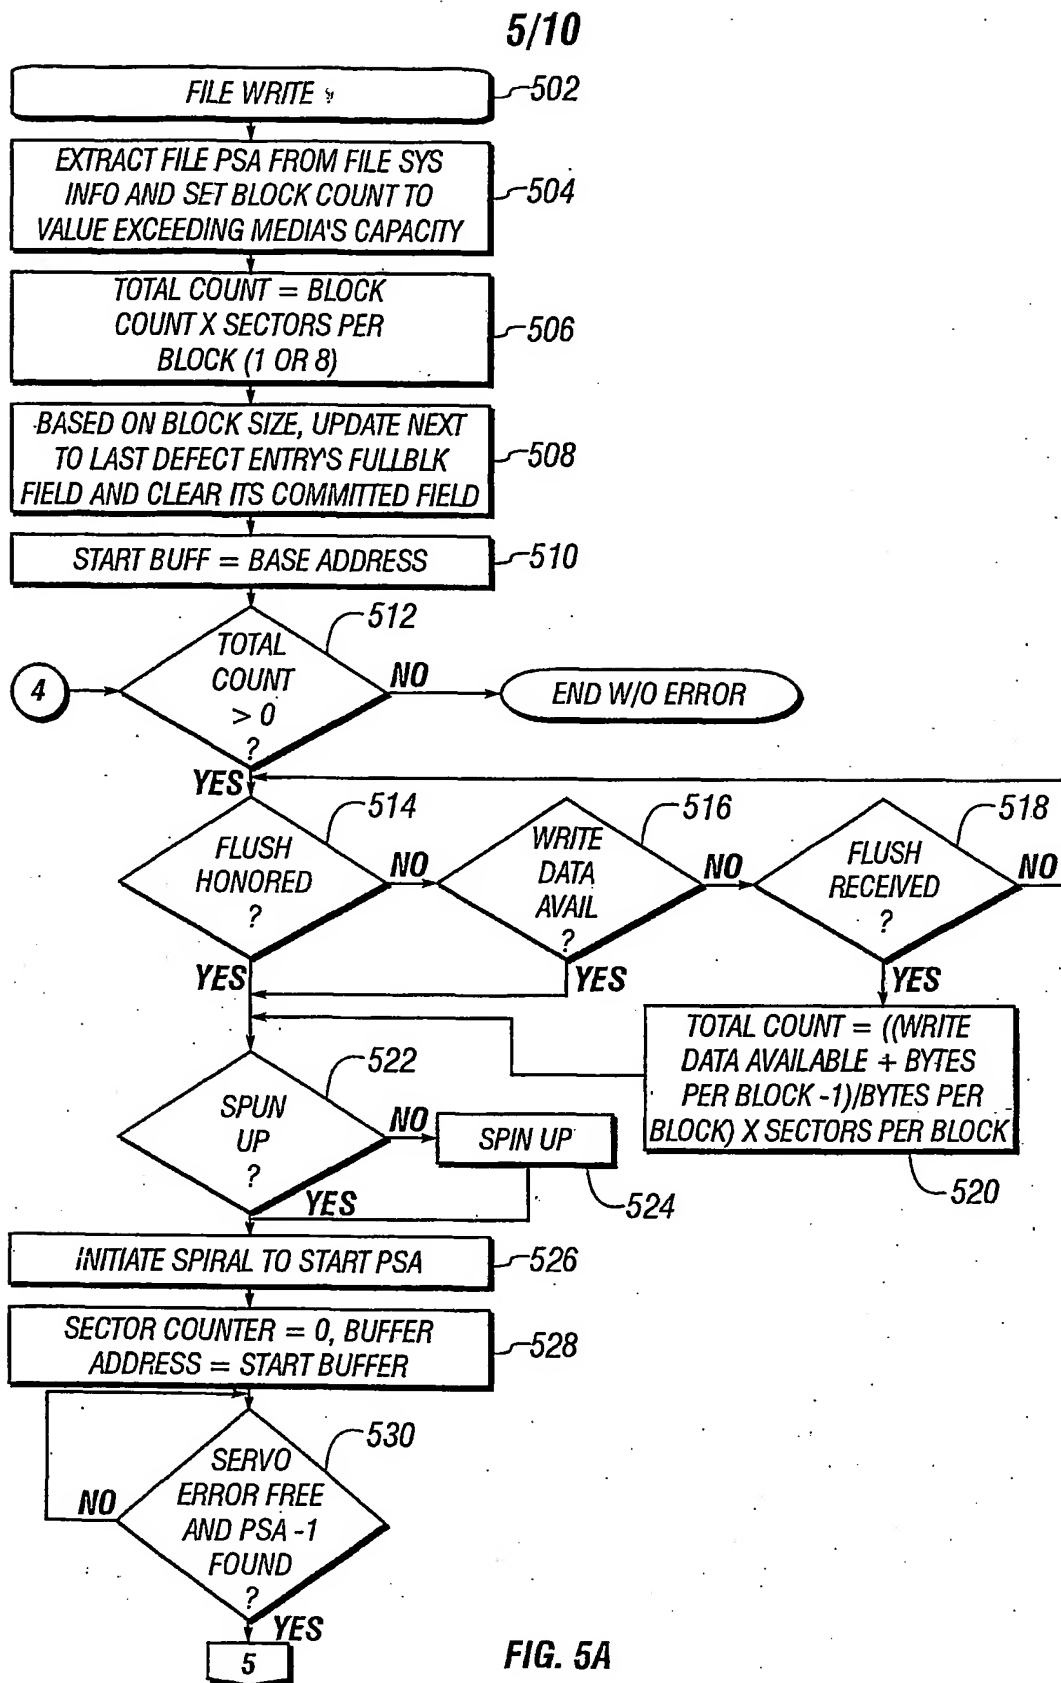 5/10
FILE WRITE
502
EXTRACT FILE PSA FROM FILE SYS
INFO AND SET BLOCK COUNT TO
VALUE EXCEEDING MEDIA'S CAPACITY
504
TOTAL COUNT = BLOCK
COUNT X SECTORS PER
BLOCK (1 OR 8)
506
BASED ON BLOCK SIZE, UPDATE NEXT
TO LAST DEFECT ENTRY'S FULLBLK
FIELD AND CLEAR ITS COMMITTED FIELD
508
START BUFF = BASE ADDRESS
510
4
TOTAL
COUNT
> 0
?
512
NO
END W/O ERROR
YES
FLUSH
HONORED
?
514
NO
WRITE
DATA
AVAIL
?
516
NO
FLUSH
RECEIVED
?
518
NO
YES
YES
YES
TOTAL COUNT = ((WRITE
DATA AVAILABLE + BYTES
PER BLOCK -1)/BYTES PER
BLOCK) X SECTORS PER BLOCK
520
SPUN
UP
?
522
NO
SPIN UP
524
YES
INITIATE SPIRAL TO START PSA
526
SECTOR COUNTER = 0, BUFFER
ADDRESS = START BUFFER
528
SERVO
ERROR FREE
AND PSA -1
FOUND
?
530
NO
YES
5
FIG. 5A